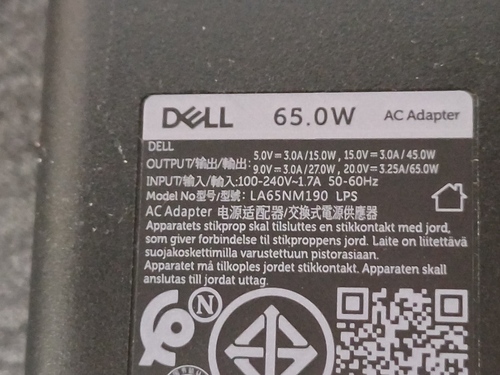 DELL 65.0W AC Adapter
DELL
OUTPUT/输出/輸出: 5.0V⎓3.0A/15.0W, 15.0V⎓3.0A/45.0W
9.0V⎓3.0A/27.0W, 20.0V⎓3.25A/65.0W
INPUT/输入/輸入:100-240V~1.7A 50-60Hz
Model No型号/型號: LA65NM190 LPS
AC Adapter 电源适配器/交換式電源供應器
Apparatets stikprop skal tilsluttes en stikkontakt med jord,
som giver forbindelse til stikproppens jord. Laite on liitettävä
suojakoskettimilla varustettuun pistorasiaan.
Apparatet må tilkoples jordet stikkontakt. Apparaten skall
anslutas till jordat uttag.
N